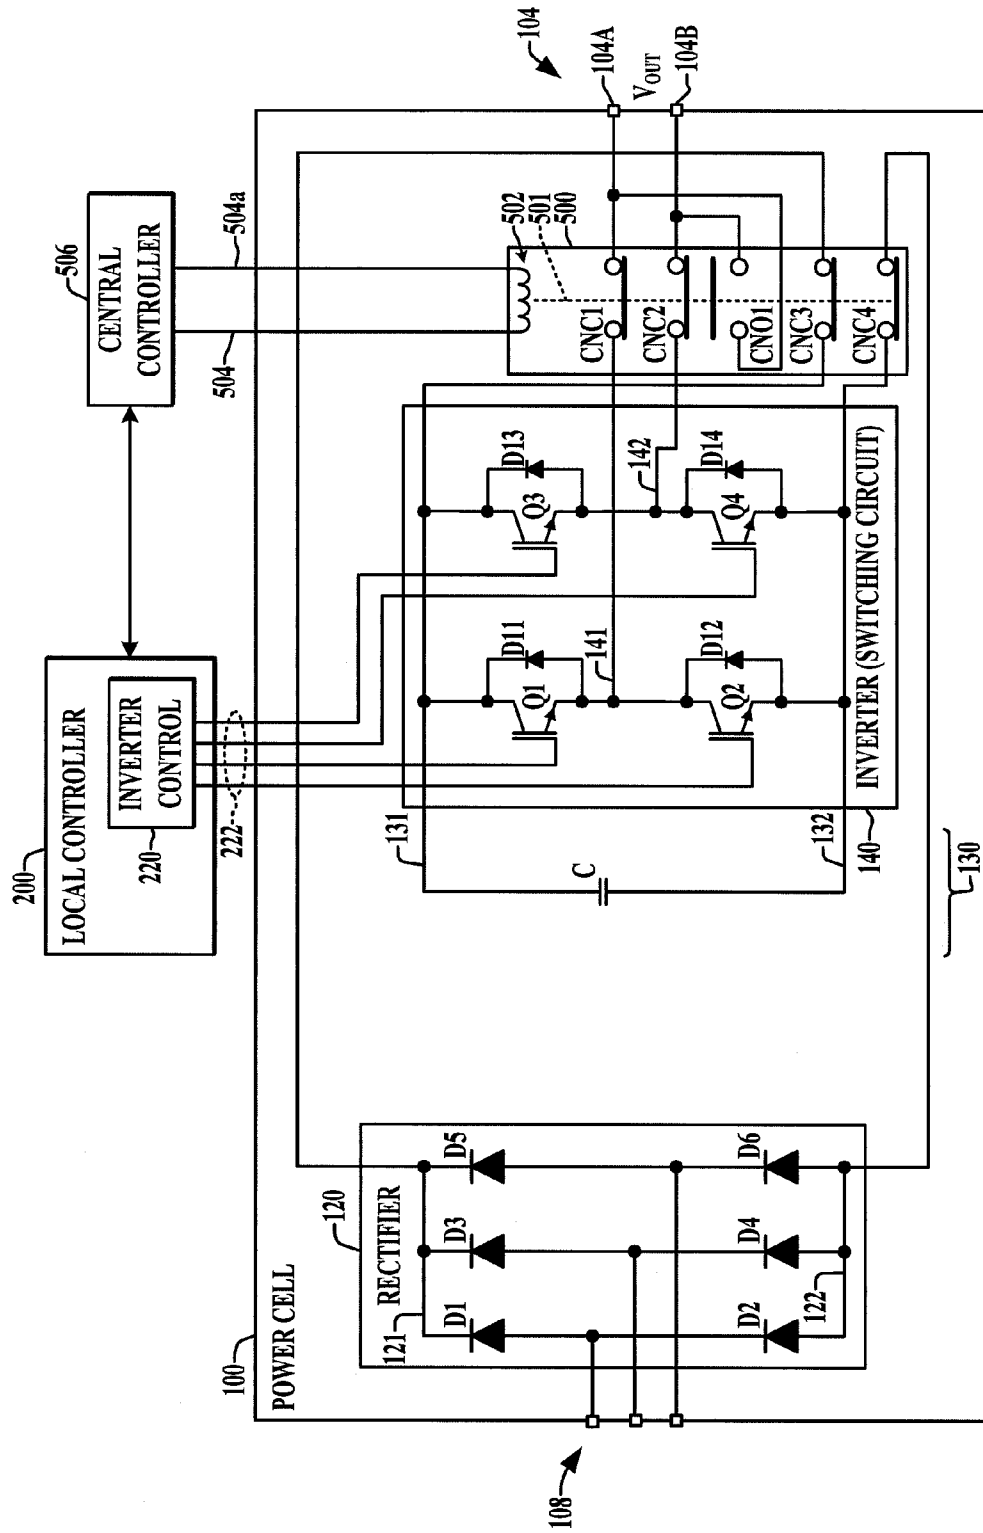 104
104A
VOUT
104B
506
CENTRAL
CONTROLLER
504a
504
502
501
500
CNC1
CNC2
CNO1
CNC3
CNC4
200
LOCAL CONTROLLER
INVERTER
CONTROL
220
222
D13
Q3
142
D14
Q4
D11
Q1
141
D12
Q2
INVERTER (SWITCHING CIRCUIT)
131
132
140
C
130
100
POWER CELL
120
RECTIFIER
121
D5
D3
D1
D6
D4
D2
122
108